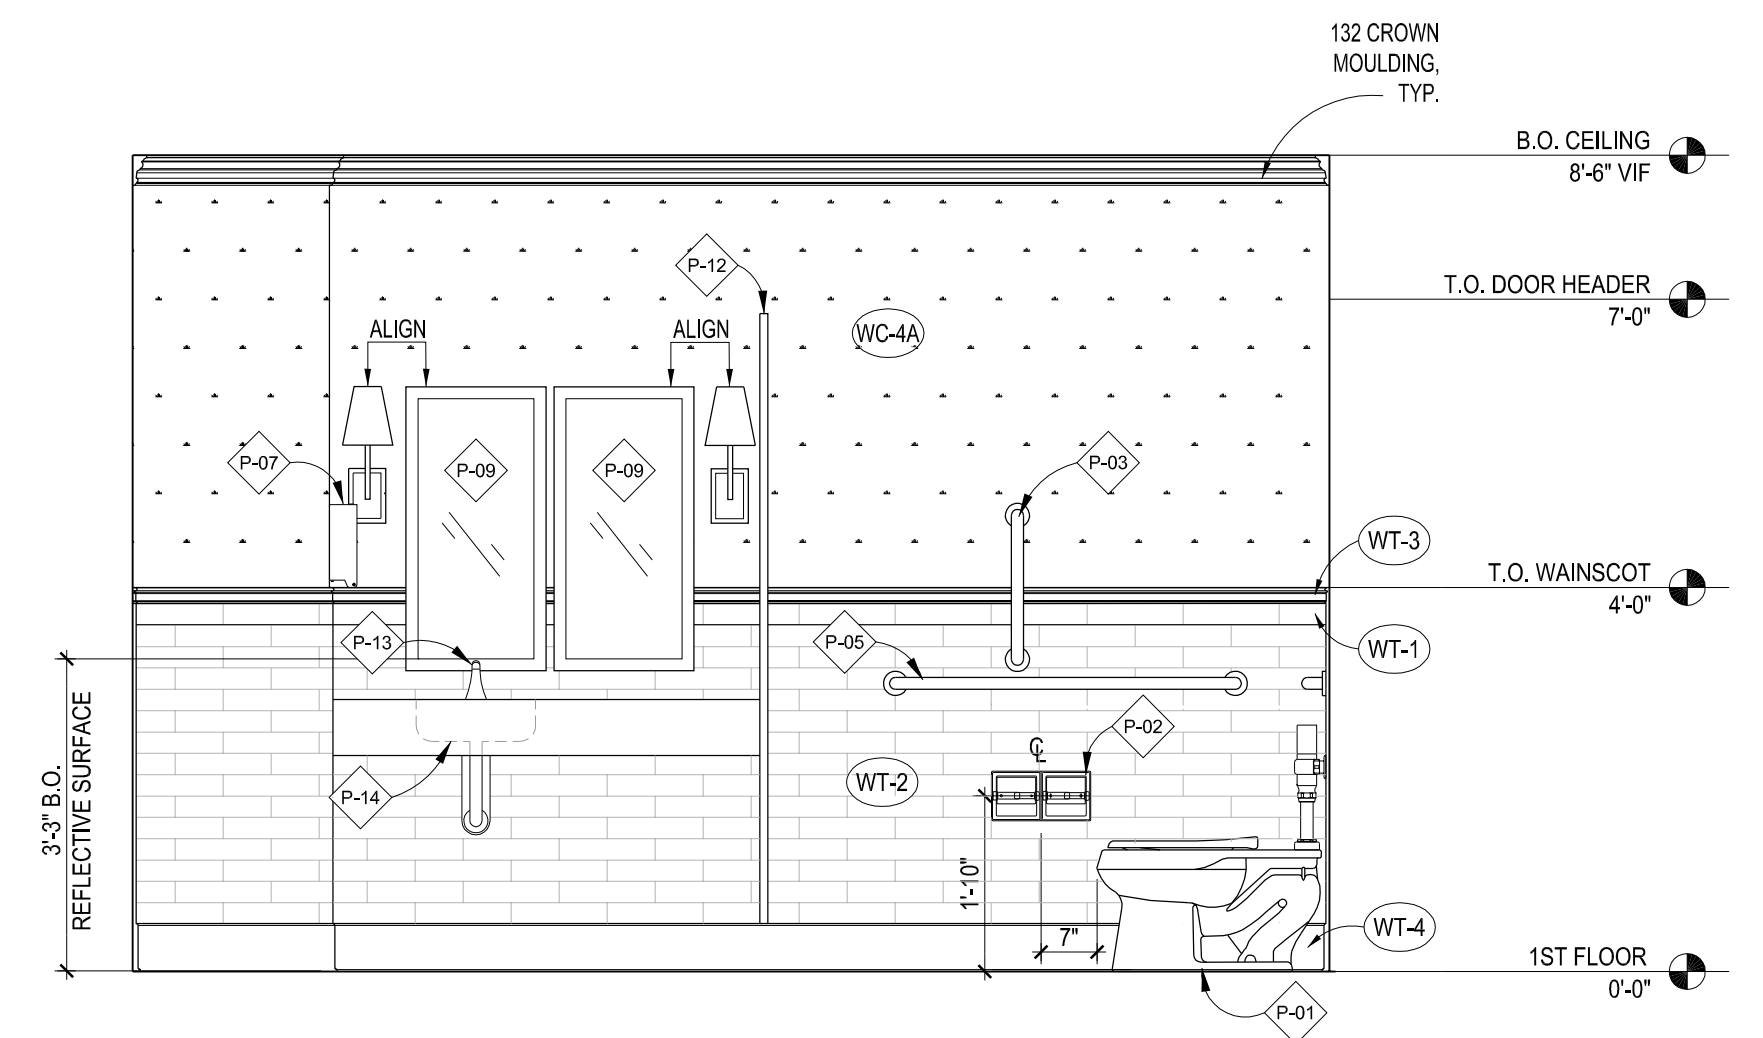 132 CROWN
MOULDING,
TYP.
B.O. CEILING
8'-6" VIF
P-12
T.O. DOOR HEADER
7'-0"
ALIGN
ALIGN
WC-4A
P-07
P-09
P-09
P-03
WT-3
T.O. WAINSCOT
4'-0"
P-13
P-05
WT-1
3'-3" B.O.
REFLECTIVE SURFACE
P-02
CL
P-14
WT-2
1'-10"
7"
WT-4
1ST FLOOR
0'-0"
P-01